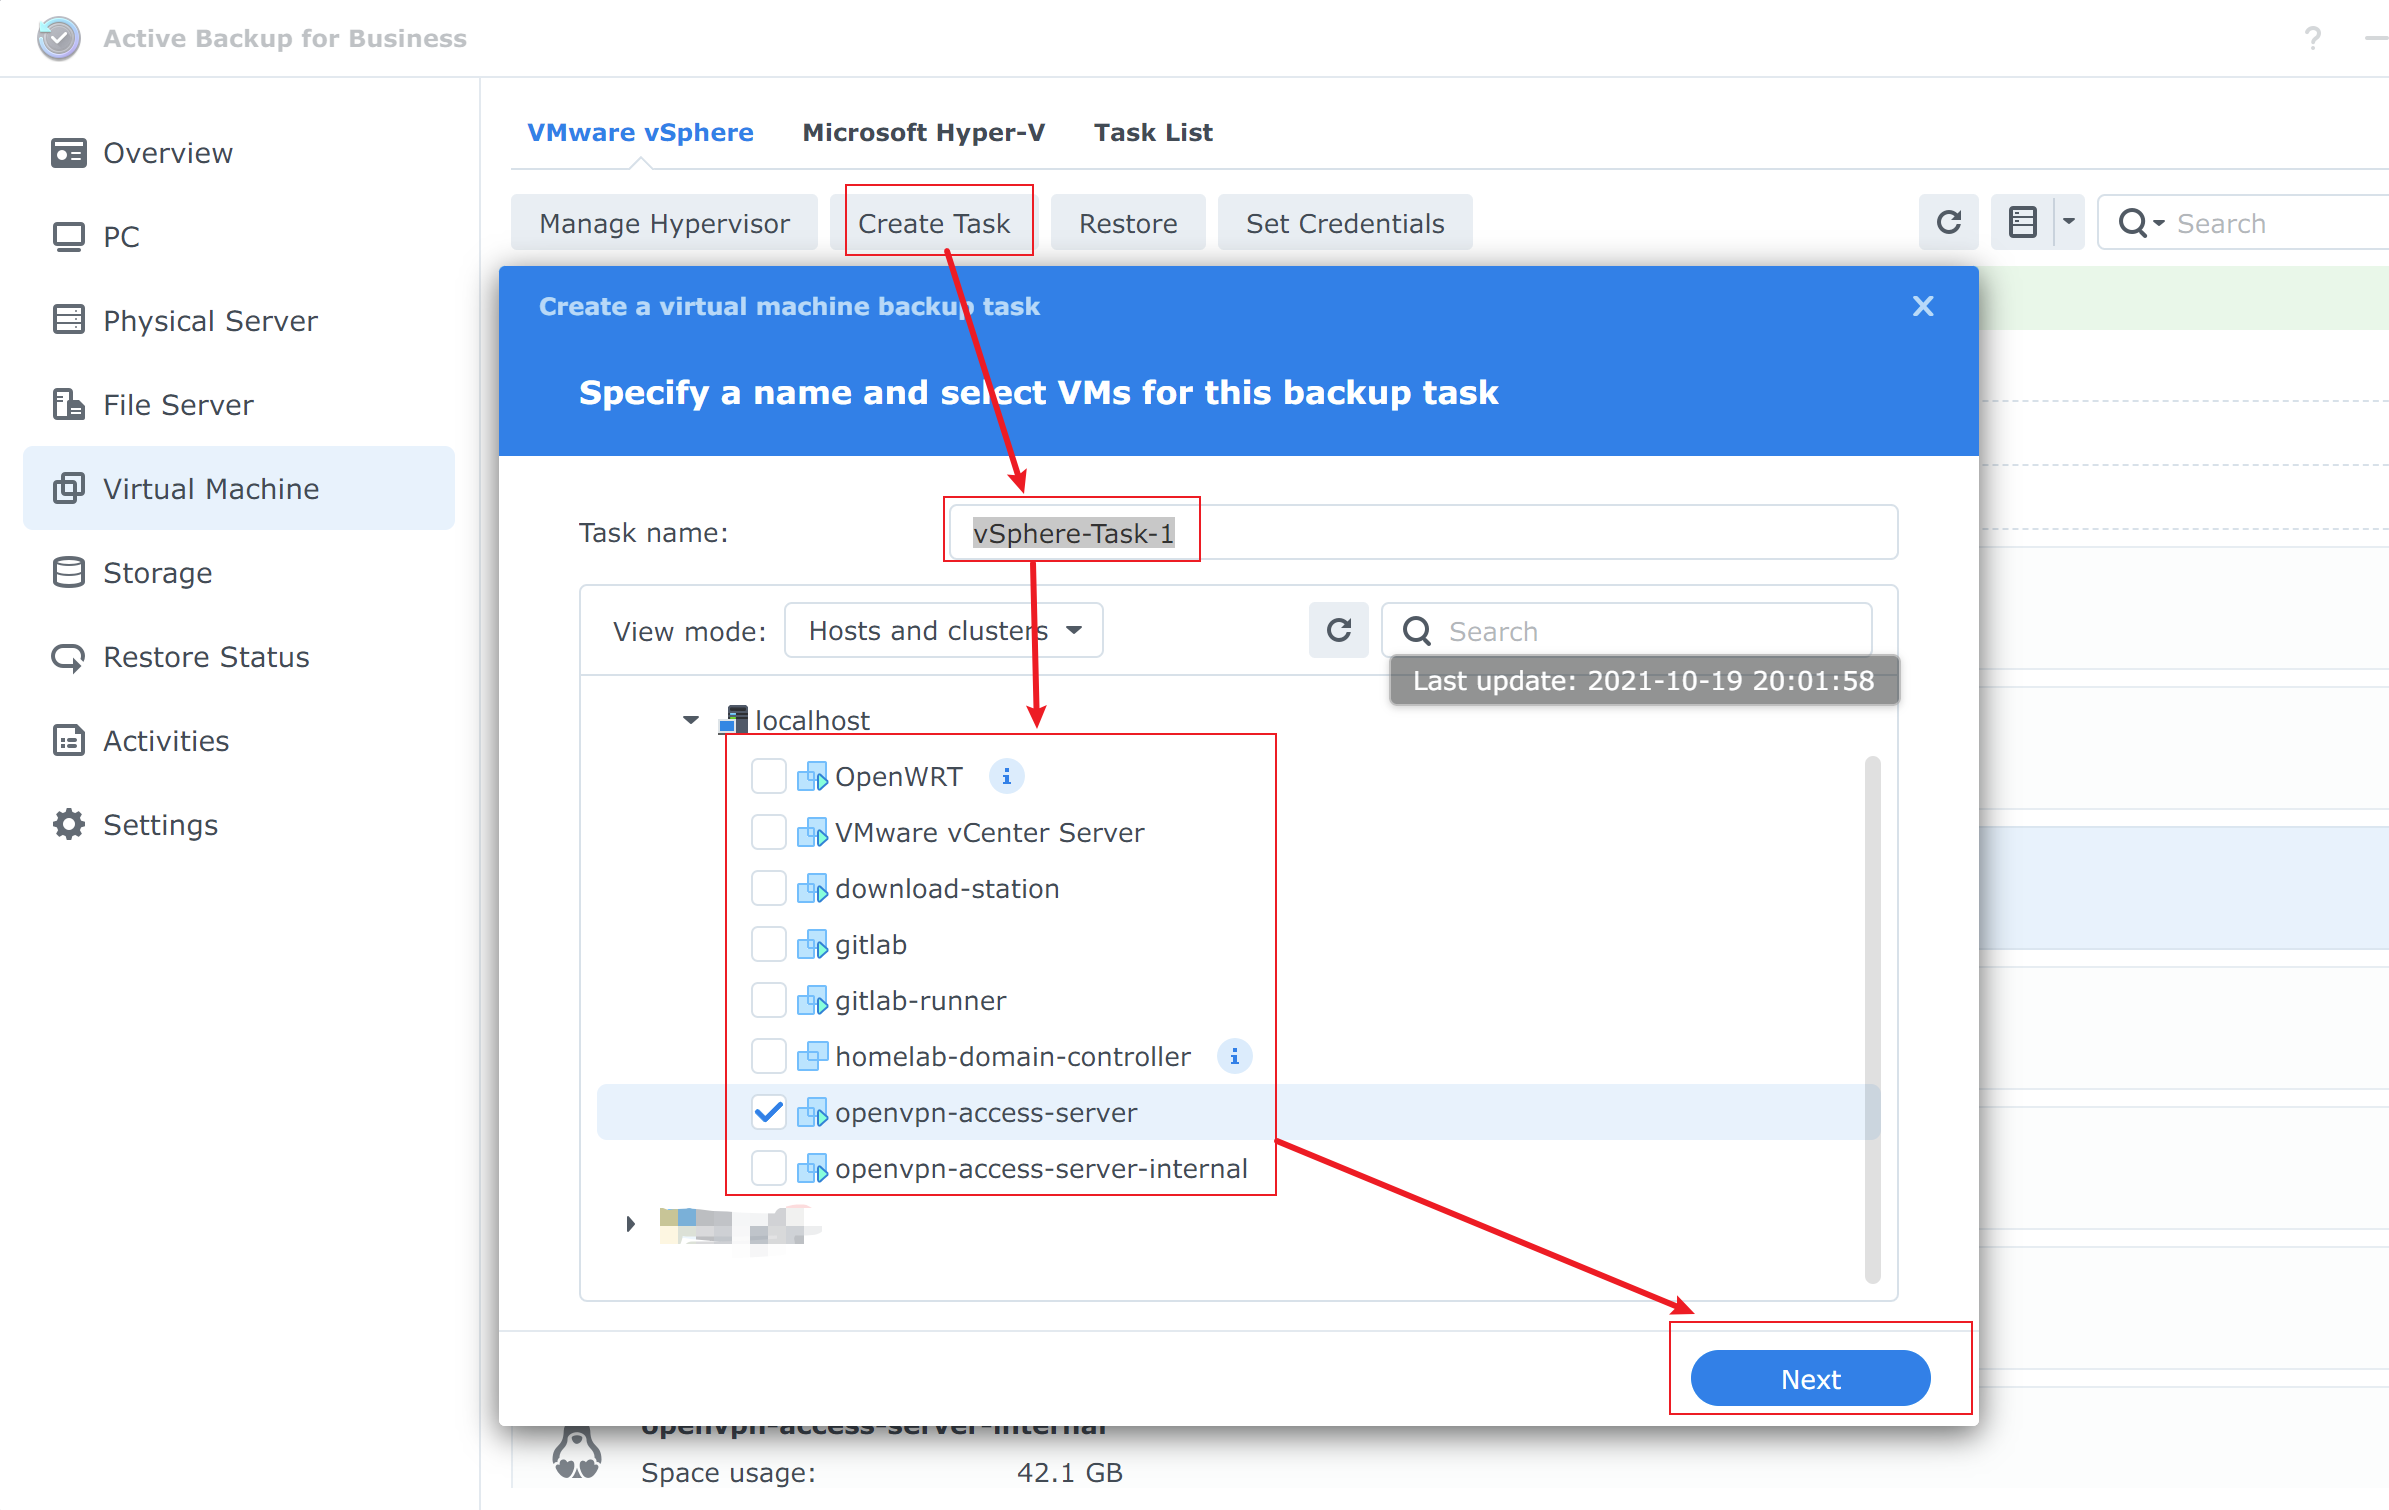 Active Backup for Business
?
Overview
PC
Physical Server
File Server
Virtual Machine
Storage
Restore Status
Activities
Settings
VMware vSphere Microsoft Hyper-V Task List
Manage Hypervisor Create Task Restore Set Credentials Search
Create a virtual machine backup task
Specify a name and select VMs for this backup task
Task name: vSphere-Task-1
View mode: Hosts and clusters Search
Last update: 2021-10-19 20:01:58
localhost
OpenWRT
VMware vCenter Server
download-station
gitlab
gitlab-runner
homelab-domain-controller
openvpn-access-server
openvpn-access-server-internal
Next
openvpn-access-server-internal
Space usage: 42.1 GB